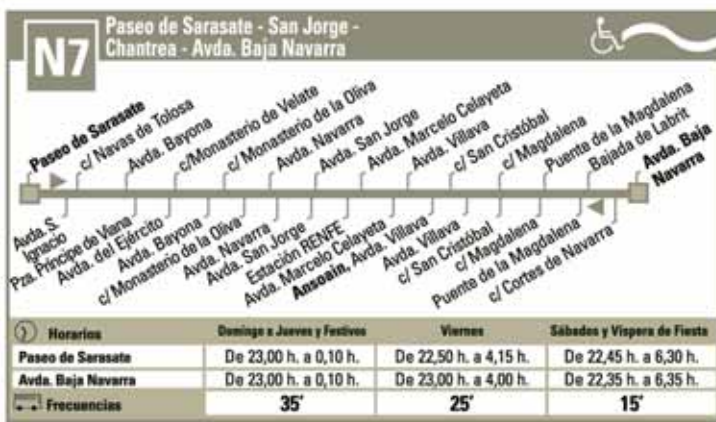 N7
Paseo de Sarasate - San Jorge -
Chantrea - Avda. Baja Navarra
Paseo de Sarasate
c/ Navas de Tolosa
Avda. Bayona
c/Monasterio de Velate
c/ Monasterio de la Oliva
Avda. Navarra
Avda. San Jorge
Avda. Marcelo Celayeta
Avda. Villava
c/ San Cristóbal
c/ Magdalena
Puente de la Magdalena
Bajada de Labrit
Avda. Baja
Navarra
Avda. S.
Ignacio
Pza. Príncipe de Viana
Avda. del Ejército
Avda. Bayona
c/ Monasterio de la Oliva
Avda. Navarra
Avda. San Jorge
Estación RENFE
Avda. Marcelo Celayeta
Ansoain, Avda. Villava
Avda. Villava
c/ San Cristóbal
c/ Magdalena
Puente de la Magdalena
c/ Cortes de Navarra
Horarios Domingo a Jueves y Festivos Viernes Sábados y Víspera de Fiesta
Paseo de Sarasate De 23,00 h. a 0,10 h. De 22,50 h. a 4,15 h. De 22,45 h. a 6,30 h.
Avda. Baja Navarra De 23,00 h. a 0,10 h. De 23,00 h. a 4,00 h. De 22,35 h. a 6,35 h.
Frecuencias 35' 25' 15'